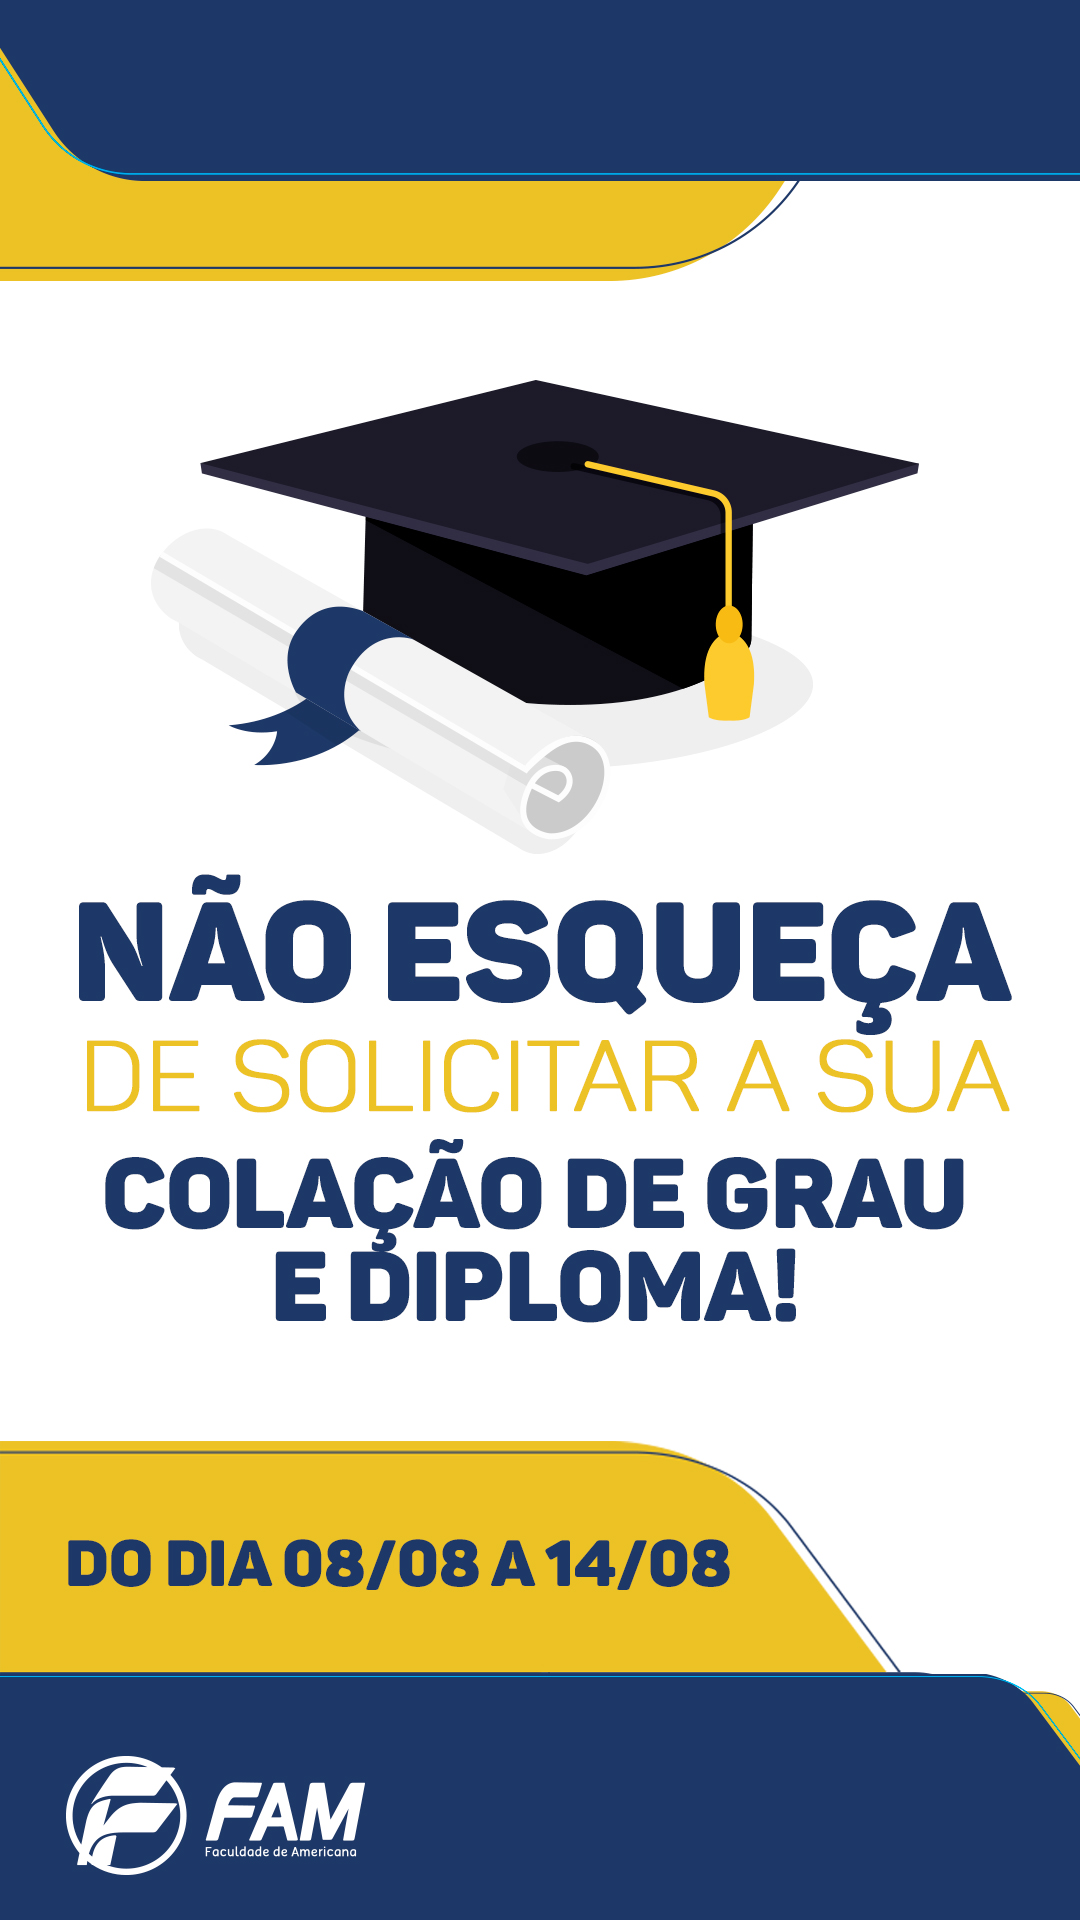 NÃO ESQUEÇA
DE SOLICITAR A SUA
COLAÇÃO DE GRAU
E DIPLOMA!
DO DIA 08/08 A 14/08
FAM
Faculdade de Americana